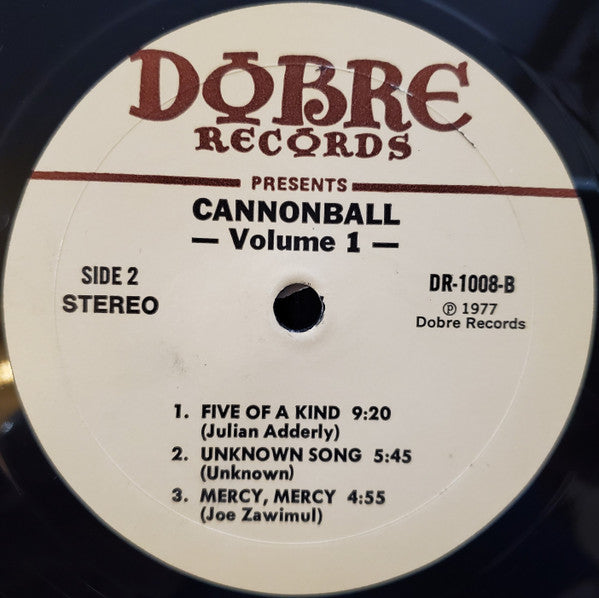 DOBRE
RECORDS
PRESENTS
CANNONBALL
— Volume 1 —
SIDE 2
STEREO
DR-1008-B
℗ 1977
Dobre Records
1. FIVE OF A KIND 9:20
(Julian Adderly)
2. UNKNOWN SONG 5:45
(Unknown)
3. MERCY, MERCY 4:55
(Joe Zawimul)